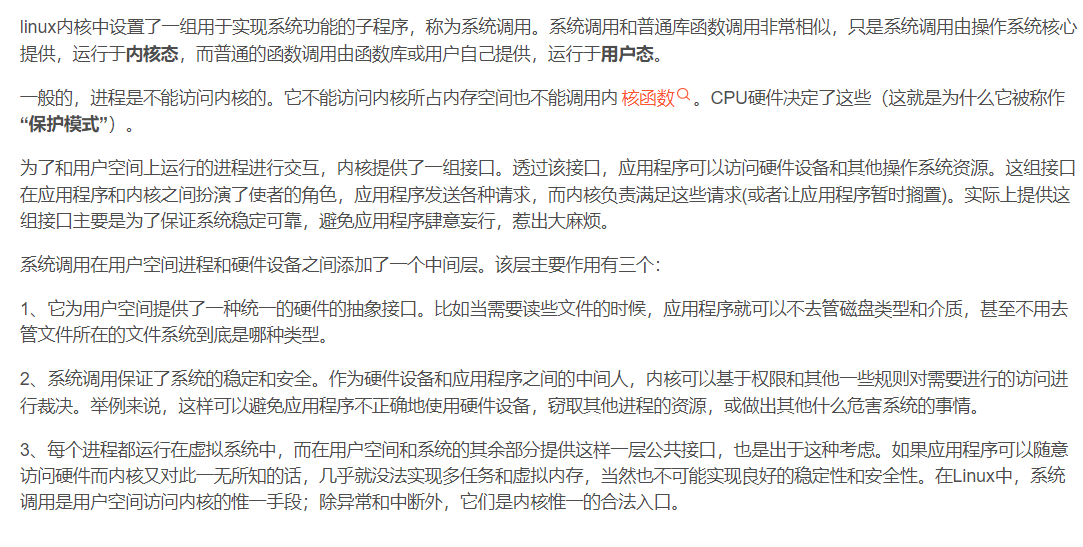 linux内核中设置了一组用于实现系统功能的子程序，称为系统调用。系统调用和普通库函数调用非常相似，只是系统调用由操作系统核心
提供，运行于内核态，而普通的函数调用由函数库或用户自己提供，运行于用户态。
一般的，进程是不能访问内核的。它不能访问内核所占内存空间也不能调用内 核函数 。CPU硬件决定了这些（这就是为什么它被称作
“保护模式”）。
为了和用户空间上运行的进程进行交互，内核提供了一组接口。透过该接口，应用程序可以访问硬件设备和其他操作系统资源。这组接口
在应用程序和内核之间扮演了使者的角色，应用程序发送各种请求，而内核负责满足这些请求(或者让应用程序暂时搁置)。实际上提供这
组接口主要是为了保证系统稳定可靠，避免应用程序肆意妄行，惹出大麻烦。
系统调用在用户空间进程和硬件设备之间添加了一个中间层。该层主要作用有三个：
1、它为用户空间提供了一种统一的硬件的抽象接口。比如当需要读些文件的时候，应用程序就可以不去管磁盘类型和介质，甚至不用去
管文件所在的文件系统到底是哪种类型。
2、系统调用保证了系统的稳定和安全。作为硬件设备和应用程序之间的中间人，内核可以基于权限和其他一些规则对需要进行的访问进
行裁决。举例来说，这样可以避免应用程序不正确地使用硬件设备，窃取其他进程的资源，或做出其他什么危害系统的事情。
3、每个进程都运行在虚拟系统中，而在用户空间和系统的其余部分提供这样一层公共接口，也是出于这种考虑。如果应用程序可以随意
访问硬件而内核又对此一无所知的话，几乎就没法实现多任务和虚拟内存，当然也不可能实现良好的稳定性和安全性。在Linux中，系统
调用是用户空间访问内核的惟一手段；除异常和中断外，它们是内核惟一的合法入口。